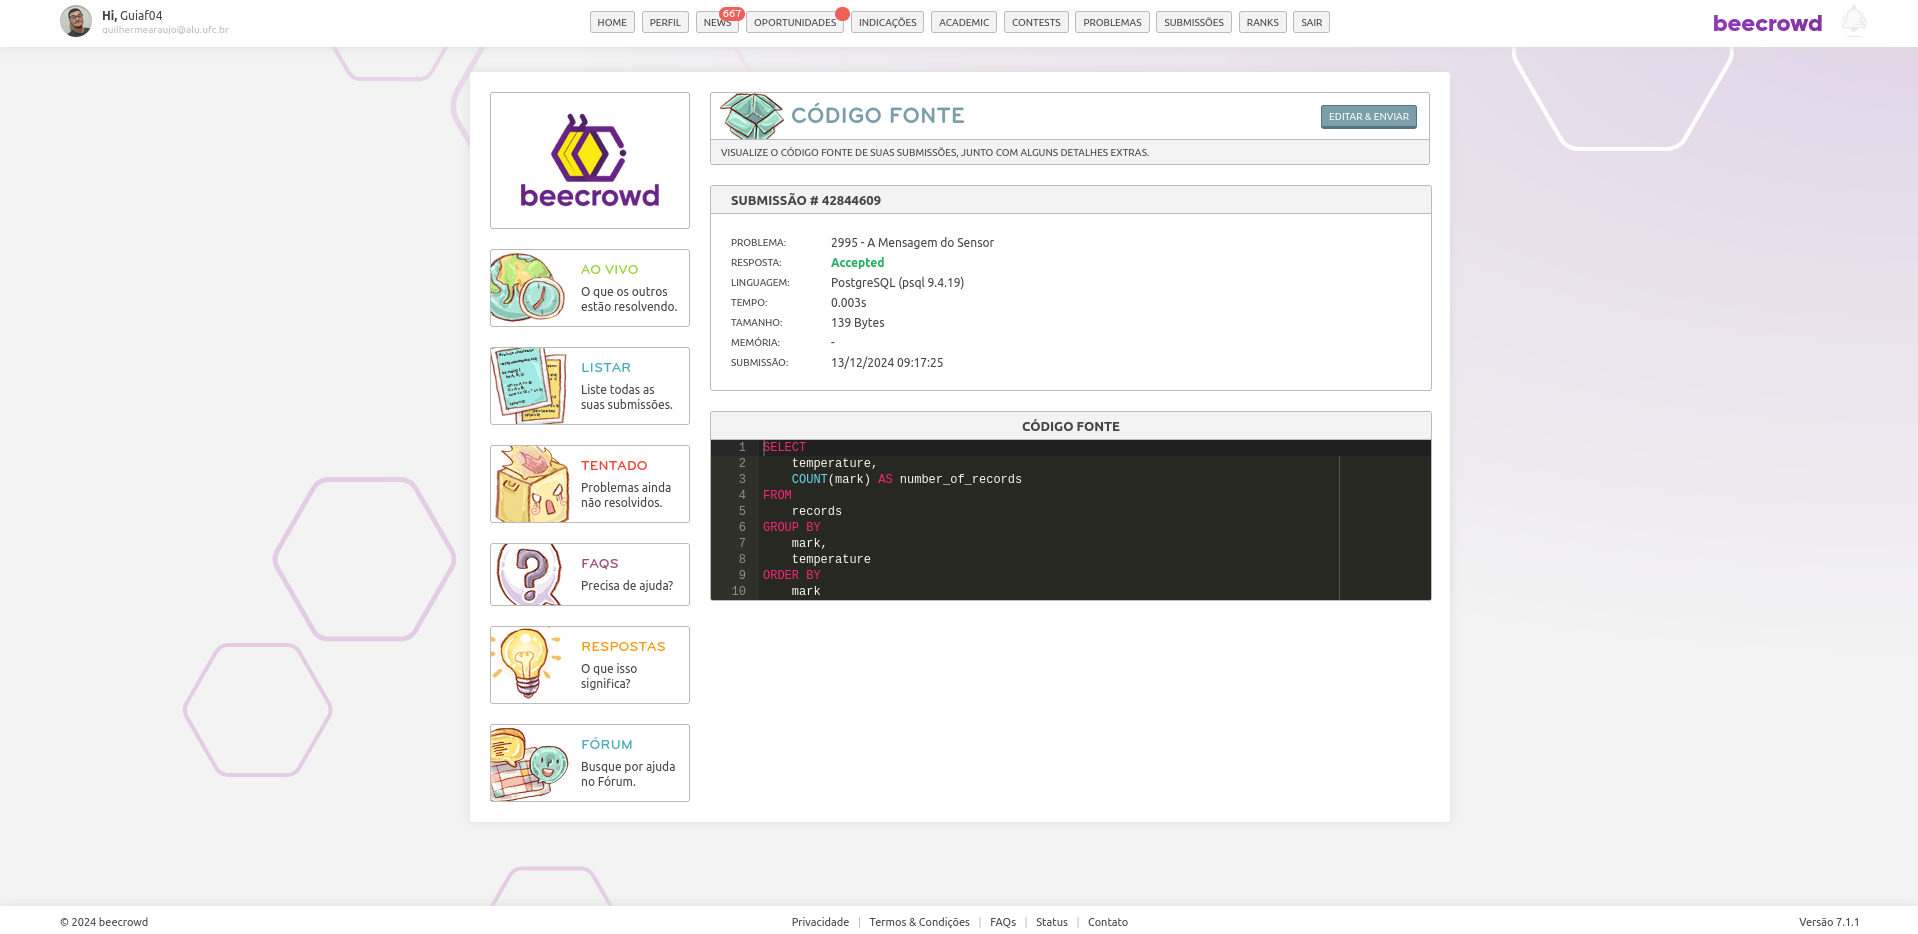 Hi, Guiaf04
guilhermearaujo@alu.ufc.br
HOME
PERFIL
NEWS
667
OPORTUNIDADES
INDICAÇÕES
ACADEMIC
CONTESTS
PROBLEMAS
SUBMISSÕES
RANKS
SAIR
beecrowd
beecrowd
AO VIVO
O que os outros
estão resolvendo.
LISTAR
Liste todas as
suas submissões.
TENTADO
Problemas ainda
não resolvidos.
FAQS
Precisa de ajuda?
RESPOSTAS
O que isso
significa?
FÓRUM
Busque por ajuda
no Fórum.
CÓDIGO FONTE
EDITAR & ENVIAR
VISUALIZE O CÓDIGO FONTE DE SUAS SUBMISSÕES, JUNTO COM ALGUNS DETALHES EXTRAS.
SUBMISSÃO # 42844609
PROBLEMA: 2995 - A Mensagem do Sensor
RESPOSTA: Accepted
LINGUAGEM: PostgreSQL (psql 9.4.19)
TEMPO: 0.003s
TAMANHO: 139 Bytes
MEMÓRIA: -
SUBMISSÃO: 13/12/2024 09:17:25
CÓDIGO FONTE
1 SELECT
2 temperature,
3 COUNT(mark) AS number_of_records
4 FROM
5 records
6 GROUP BY
7 mark,
8 temperature
9 ORDER BY
10 mark
© 2024 beecrowd
Privacidade | Termos & Condições | FAQs | Status | Contato
Versão 7.1.1